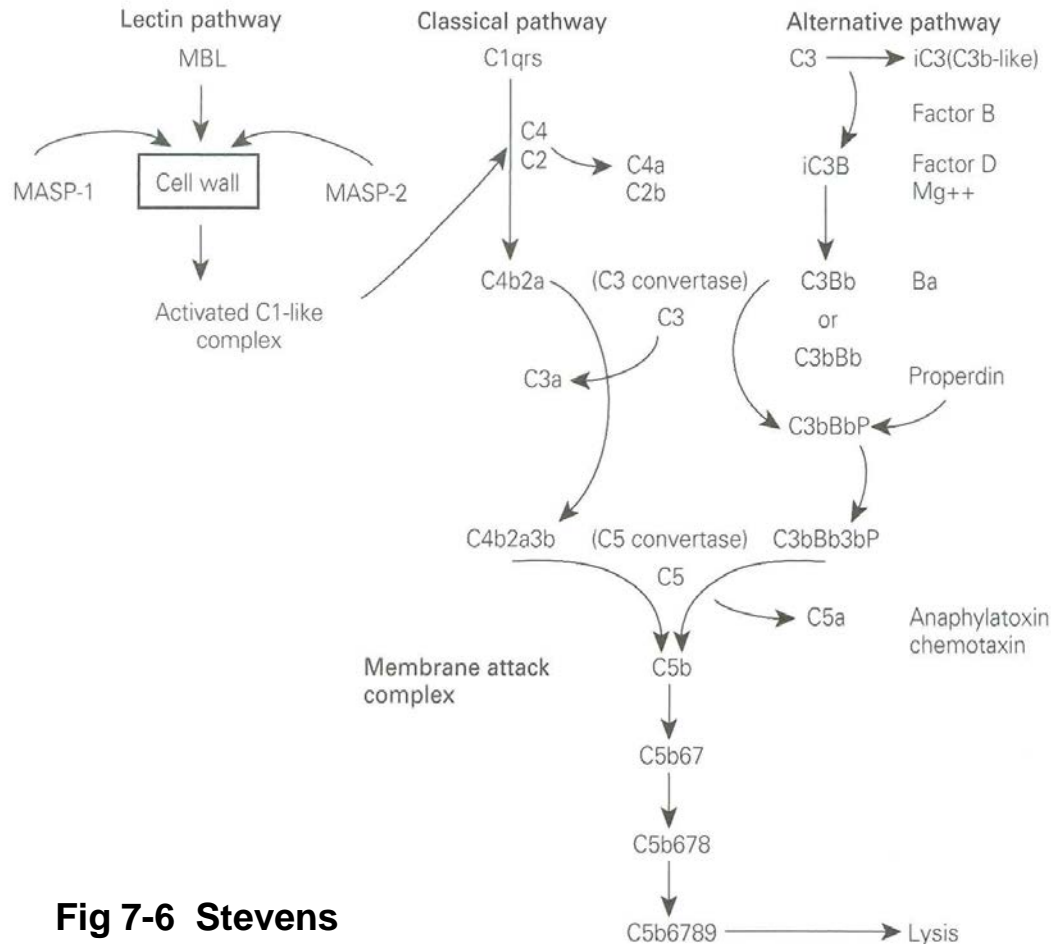 Lectin pathway
MBL
MASP-1
Cell wall
MASP-2
Activated C1-like
complex
Classical pathway
C1qrs
C4
C2
C4a
C2b
C4b2a
(C3 convertase)
C3
C3a
C4b2a3b
(C5 convertase)
C5
Alternative pathway
C3
iC3(C3b-like)
Factor B
iC3B
Factor D
Mg++
C3Bb
Ba
or
C3bBb
Properdin
C3bBbP
C3bBb3bP
C5a
Anaphylatoxin
chemotaxin
Membrane attack
complex
C5b
C5b67
C5b678
C5b6789
Lysis
Fig 7-6 Stevens